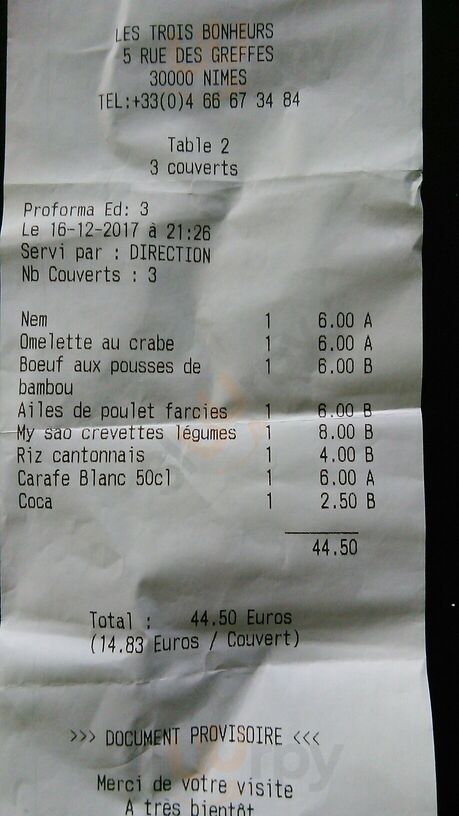 LES TROIS BONHEURS
5 RUE DES GREFFES
30000 NIMES
TEL:+33(0)4 66 67 34 84
Table 2
3 couverts
Proforma Ed: 3
Le 16-12-2017 à 21:26
Servi par : DIRECTION
Nb Couverts : 3
Nem 1 6.00 A
Omelette au crabe 1 6.00 A
Boeuf aux pousses de 1 6.00 B
bambou
Ailes de poulet farcies 1 6.00 B
My sao crevettes légumes 1 8.00 B
Riz cantonnais 1 4.00 B
Carafe Blanc 50cl 1 6.00 A
Coca 1 2.50 B
44.50
Total : 44.50 Euros
(14.83 Euros / Couvert)
>>> DOCUMENT PROVISOIRE <<<
Merci de votre visite
A très bientôt